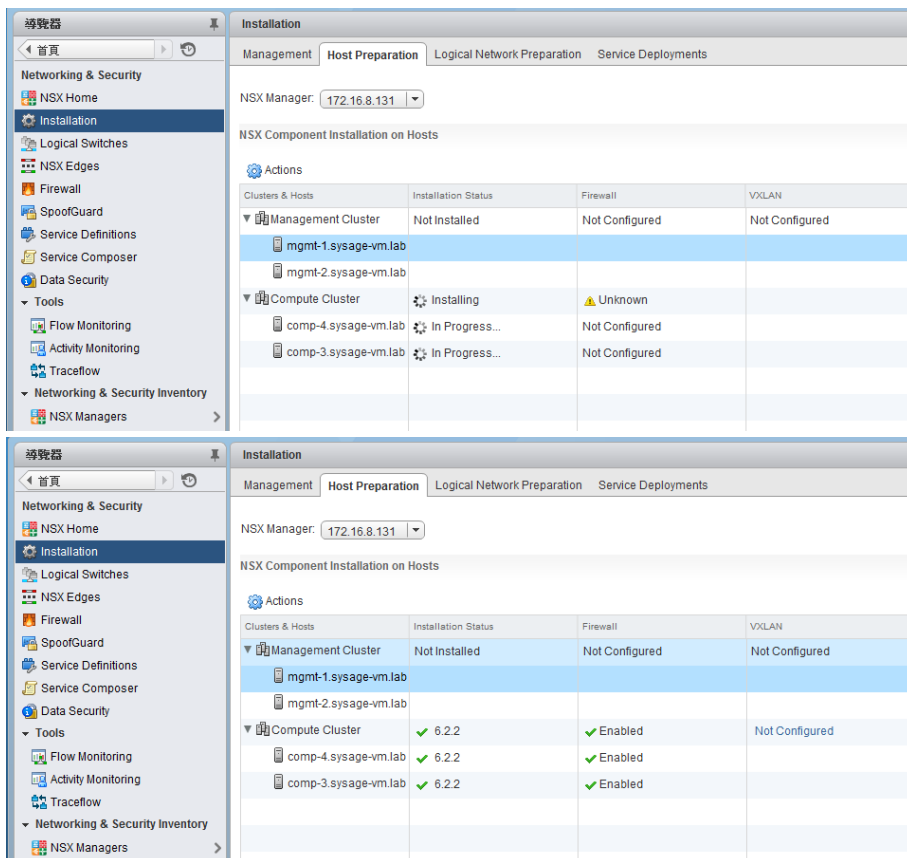 導覽器
Installation
首頁
Management Host Preparation Logical Network Preparation Service Deployments
Networking & Security
NSX Home
NSX Manager: 172.16.8.131
Installation
NSX Component Installation on Hosts
Logical Switches
NSX Edges
Actions
Firewall
Clusters & Hosts Installation Status Firewall VXLAN
SpoofGuard
Management Cluster Not Installed Not Configured Not Configured
Service Definitions
mgmt-1.sysage-vm.lab
Service Composer
mgmt-2.sysage-vm.lab
Data Security
Compute Cluster Installing Unknown
Tools
Flow Monitoring
comp-4.sysage-vm.lab In Progress... Not Configured
Activity Monitoring
comp-3.sysage-vm.lab In Progress... Not Configured
Traceflow
Networking & Security Inventory
NSX Managers
導覽器
Installation
首頁
Management Host Preparation Logical Network Preparation Service Deployments
Networking & Security
NSX Home
NSX Manager: 172.16.8.131
Installation
NSX Component Installation on Hosts
Logical Switches
NSX Edges
Actions
Firewall
Clusters & Hosts Installation Status Firewall VXLAN
SpoofGuard
Management Cluster Not Installed Not Configured Not Configured
Service Definitions
mgmt-1.sysage-vm.lab
Service Composer
mgmt-2.sysage-vm.lab
Data Security
Compute Cluster 6.2.2 Enabled Not Configured
Tools
Flow Monitoring
comp-4.sysage-vm.lab 6.2.2 Enabled
Activity Monitoring
comp-3.sysage-vm.lab 6.2.2 Enabled
Traceflow
Networking & Security Inventory
NSX Managers